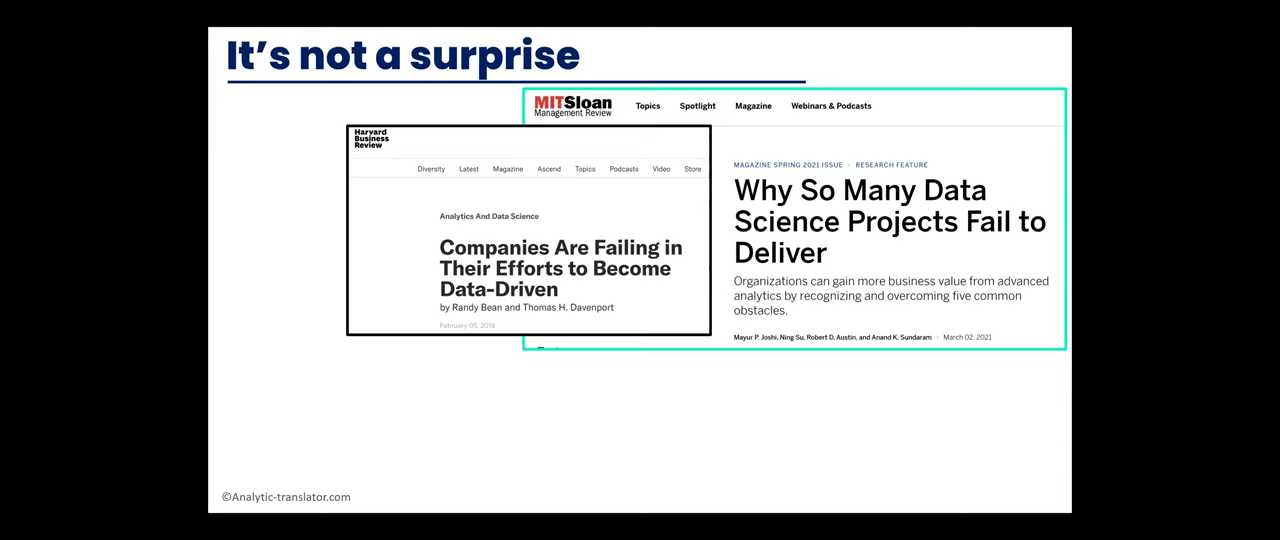 It's not a surprise
MITSloan
Management Review
Topics Spotlight Magazine Webinars & Podcasts
Harvard
Business
Review
Diversity Latest Magazine Ascend Topics Podcasts Video Store
Analytics And Data Science
Companies Are Failing in
Their Efforts to Become
Data-Driven
by Randy Bean and Thomas H. Davenport
February 05, 2019
MAGAZINE SPRING 2021 ISSUE · RESEARCH FEATURE
Why So Many Data
Science Projects Fail to
Deliver
Organizations can gain more business value from advanced
analytics by recognizing and overcoming five common
obstacles.
Mayur P. Joshi, Ning Su, Robert D. Austin, and Anand K. Sundaram · March 02, 2021
©Analytic-translator.com